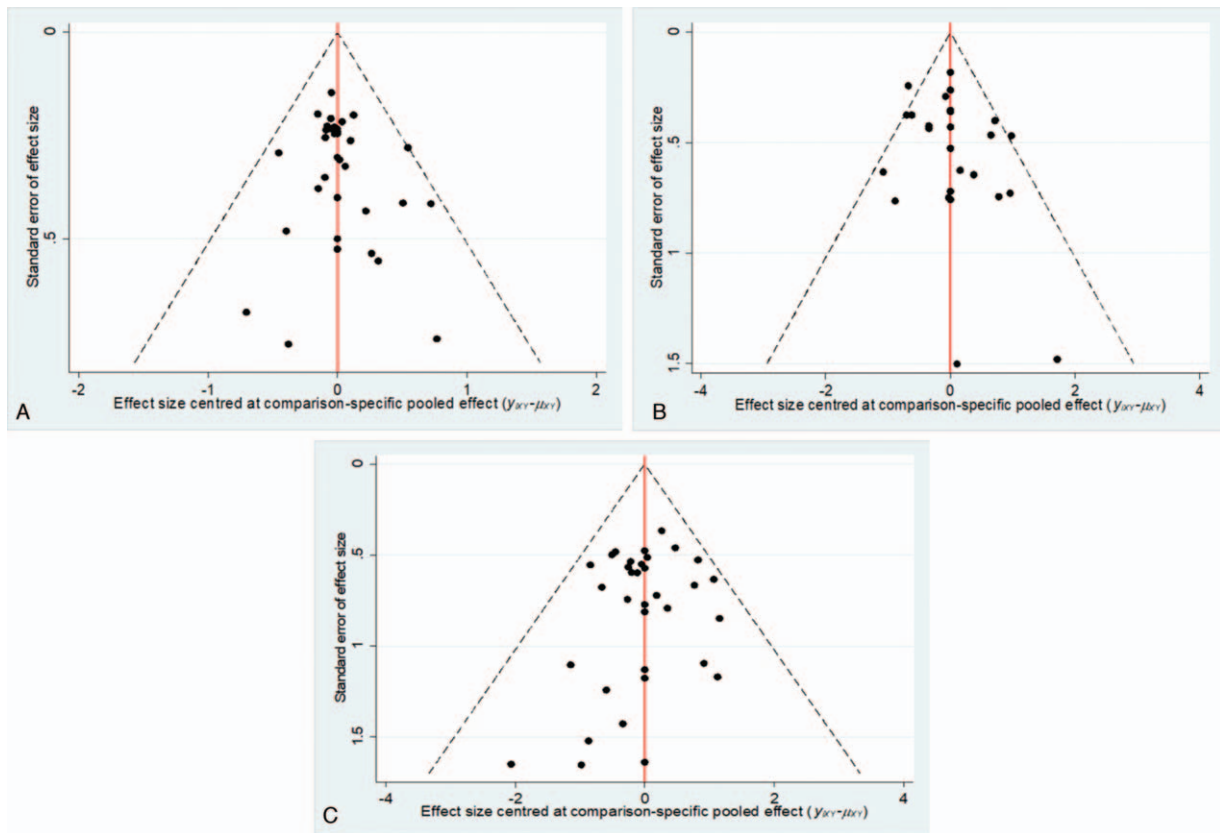 0
.5
Standard error of effect size
-2
-1
0
1
2
A
Effect size centred at comparison-specific pooled effect (yᵢXY-μXY)
0
.5
1
1.5
Standard error of effect size
-4
-2
0
2
4
B
Effect size centred at comparison-specific pooled effect (yᵢXY-μXY)
0
.5
1
1.5
Standard error of effect size
-4
-2
0
2
4
C
Effect size centred at comparison-specific pooled effect (yᵢXY-μXY)